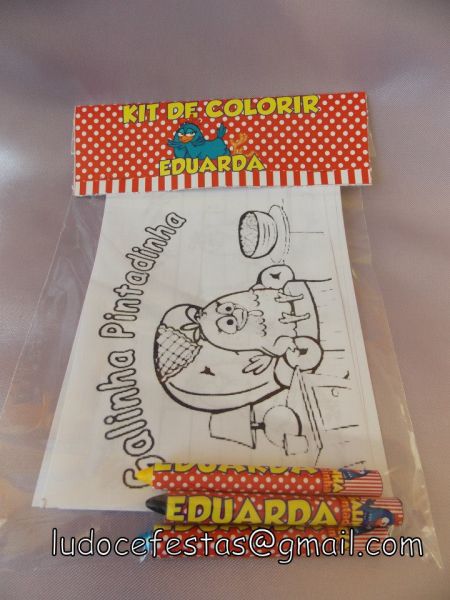 KIT DE COLORIR
EDUARDA
Galinha Pintadinha
EDUARDA
EDUARDA
ludocefestas@gmail.com